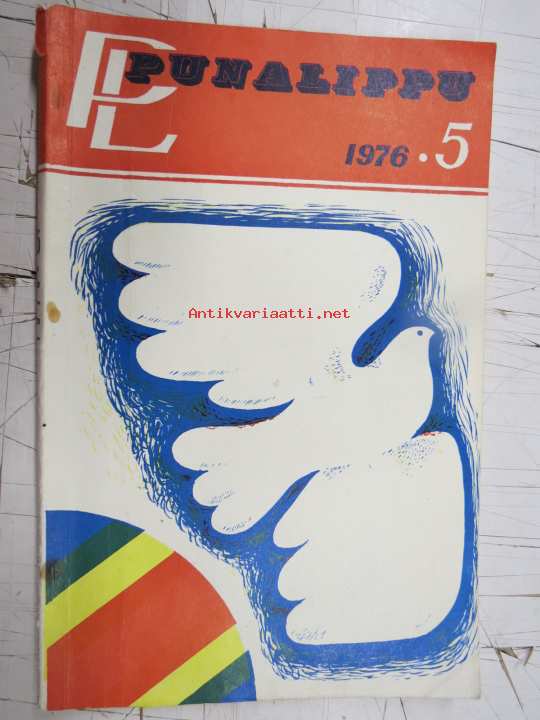 PL
PUNALIPPU
1976 · 5
Antikvariaatti.net